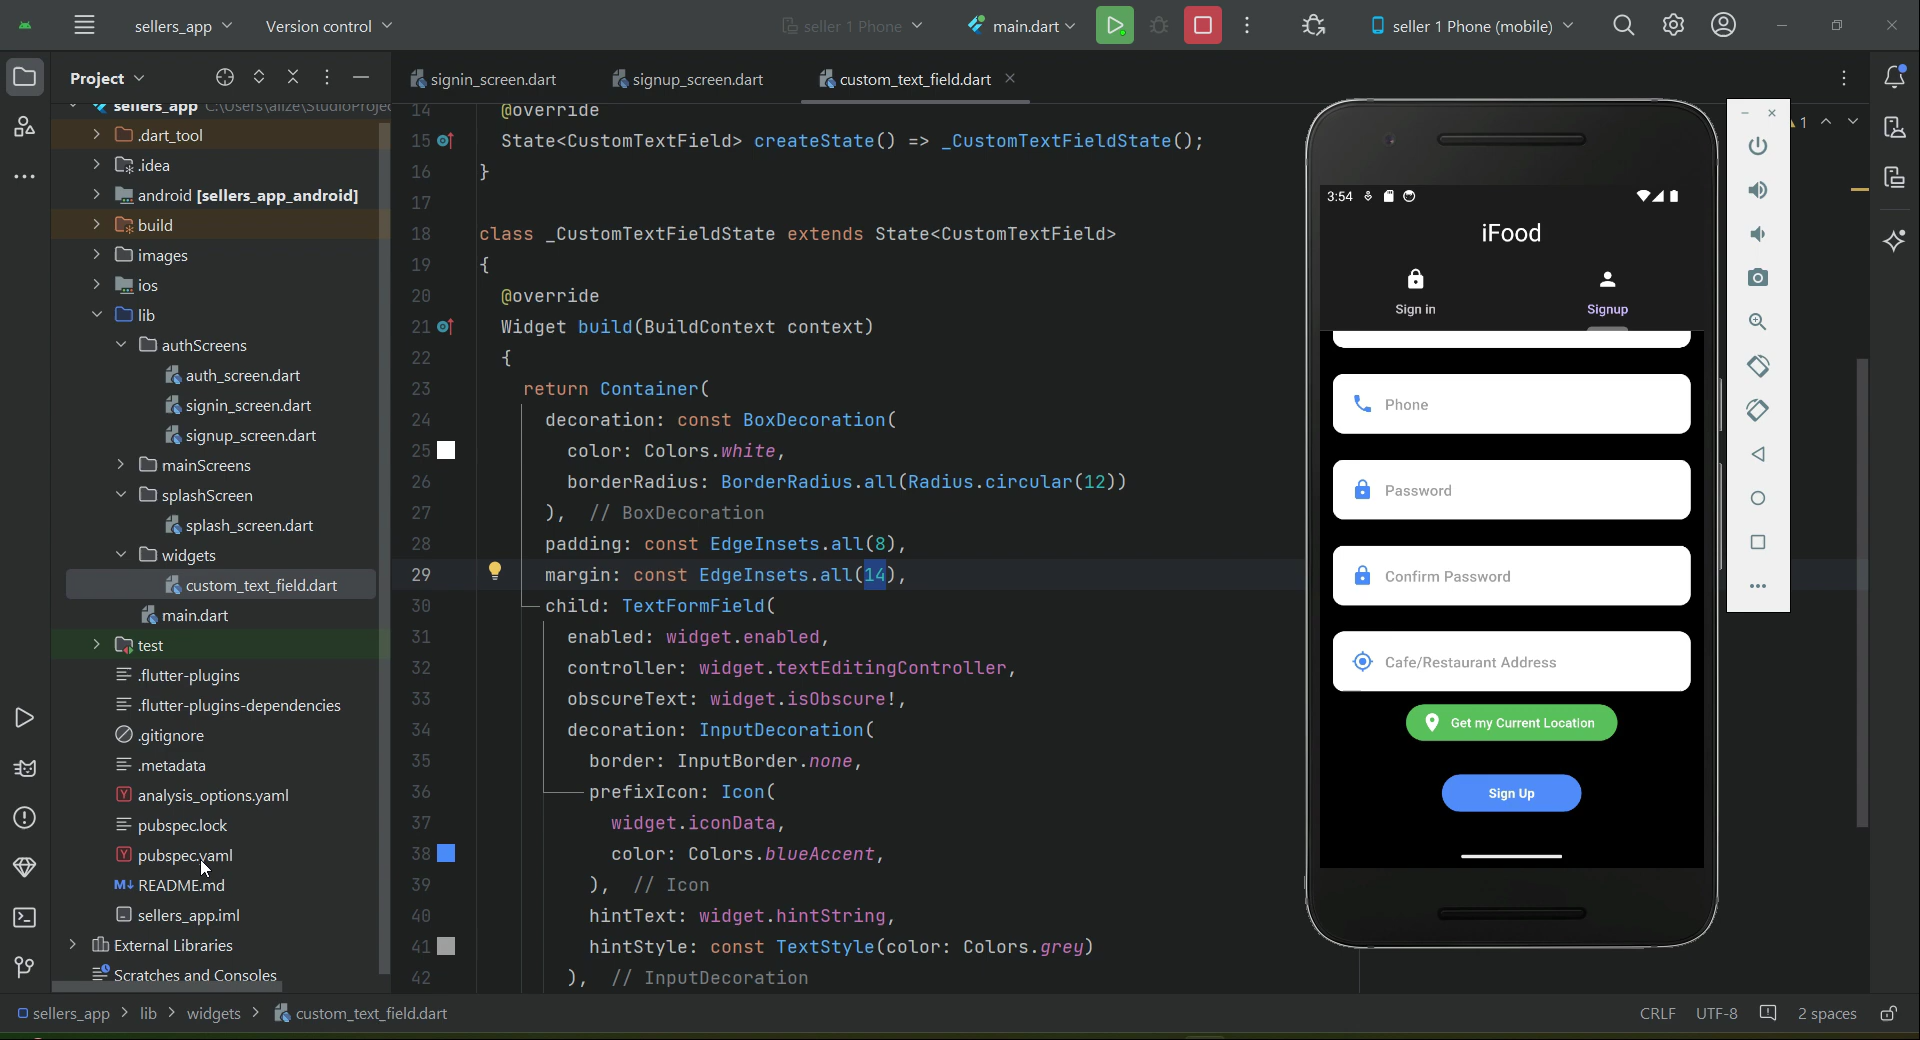 sellers_app
Version control
seller 1 Phone
main.dart
seller 1 Phone (mobile)
Project
signin_screen.dart
signup_screen.dart
custom_text_field.dart
sellers_app
.dart_tool
.idea
android [sellers_app_android]
build
images
ios
lib
authScreens
auth_screen.dart
signin_screen.dart
signup_screen.dart
mainScreens
splashScreen
splash_screen.dart
widgets
custom_text_field.dart
main.dart
test
.flutter-plugins
.flutter-plugins-dependencies
.gitignore
.metadata
analysis_options.yaml
pubspec.lock
pubspec.yaml
README.md
sellers_app.iml
External Libraries
Scratches and Consoles
14 @override
15 State<CustomTextField> createState() => _CustomTextFieldState();
16 }
17
18 class _CustomTextFieldState extends State<CustomTextField>
19 {
20 @override
21 Widget build(BuildContext context)
22 {
23 return Container(
24 decoration: const BoxDecoration(
25 color: Colors.white,
26 borderRadius: BorderRadius.all(Radius.circular(12))
27 ), // BoxDecoration
28 padding: const EdgeInsets.all(8),
29 margin: const EdgeInsets.all(14),
30 child: TextFormField(
31 enabled: widget.enabled,
32 controller: widget.textEditingController,
33 obscureText: widget.isObscure!,
34 decoration: InputDecoration(
35 border: InputBorder.none,
36 prefixIcon: Icon(
37 widget.iconData,
38 color: Colors.blueAccent,
39 ), // Icon
40 hintText: widget.hintString,
41 hintStyle: const TextStyle(color: Colors.grey)
42 ), // InputDecoration
1
3:54
iFood
Sign in
Signup
Phone
Password
Confirm Password
Cafe/Restaurant Address
Get my Current Location
Sign Up
sellers_app > lib > widgets > custom_text_field.dart
CRLF
UTF-8
2 spaces